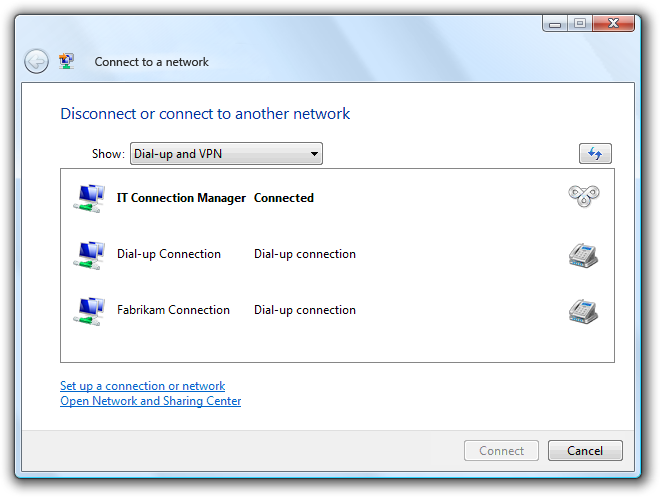 Connect to a network
Disconnect or connect to another network
Show: Dial-up and VPN
IT Connection Manager Connected
Dial-up Connection Dial-up connection
Fabrikam Connection Dial-up connection
Set up a connection or network
Open Network and Sharing Center
Connect Cancel